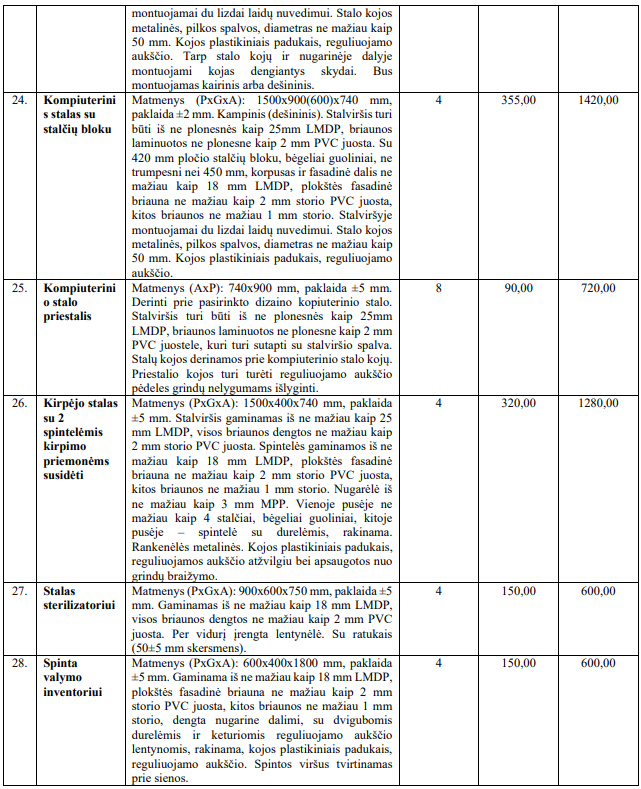 montuojamai du lizdai laidų nuvedimui. Stalo kojos
metalinės, pilkos spalvos, diametras ne mažiau kaip
50 mm. Kojos plastikiniais padukais, reguliuojamo
aukščio. Tarp stalo kojų ir nugarinėje dalyje
montuojami kojas dengiantys skydai. Bus
montuojamas kairinis arba dešininis.
24. Kompiuterini Matmenys (PxGxA): 1500x900(600)x740 mm, 4 355,00 1420,00
s stalas su paklaida ±2 mm. Kampinis (dešininis). Stalviršis turi
stalčių bloku būti iš ne plonesnės kaip 25mm LMDP, briaunos
laminuotos ne plonesne kaip 2 mm PVC juosta. Su
420 mm pločio stalčių bloku, bėgeliai guoliniai, ne
trumpesni nei 450 mm, korpusas ir fasadinė dalis ne
mažiau kaip 18 mm LMDP, plokštės fasadinė
briauna ne mažiau kaip 2 mm storio PVC juosta,
kitos briaunos ne mažiau 1 mm storio. Stalviršyje
montuojamai du lizdai laidų nuvedimui. Stalo kojos
metalinės, pilkos spalvos, diametras ne mažiau kaip
50 mm. Kojos plastikiniais padukais, reguliuojamo
aukščio.
25. Kompiuterini Matmenys (AxP): 740x900 mm, paklaida ±5 mm. 8 90,00 720,00
o stalo Derinti prie pasirinkto dizaino kopiuterinio stalo.
priestalis Stalviršis turi būti iš ne plonesnės kaip 25mm
LMDP, briaunos laminuotos ne plonesne kaip 2 mm
PVC juostele, kuri turi sutapti su stalviršio spalva.
Stalų kojos derinamos prie kompiuterinio stalo kojų.
Priestalio kojos turi turėti reguliuojamo aukščio
pėdeles grindų nelygumams išlyginti.
26. Kirpėjo stalas Matmenys (PxGxA): 1500x400x740 mm, paklaida 4 320,00 1280,00
su 2 ±5 mm. Stalviršis gaminamas iš ne mažiau kaip 25
spintelėmis mm LMDP, visos briaunos dengtos ne mažiau kaip
kirpimo 2 mm storio PVC juosta. Spintelės gaminamos iš ne
priemonėms mažiau kaip 18 mm LMDP, plokštės fasadinė
susidėti briauna ne mažiau kaip 2 mm storio PVC juosta,
kitos briaunos ne mažiau 1 mm storio. Nugarėlė iš
ne mažiau kaip 3 mm MPP. Vienoje pusėje ne
mažiau kaip 4 stalčiai, bėgeliai guoliniai, kitoje
pusėje – spintelė su durelėmis, rakinama.
Rankenėlės metalinės. Kojos plastikiniais padukais,
reguliuojamos aukščio atžvilgiu bei apsaugotos nuo
grindų braižymo.
27. Stalas Matmenys (PxGxA): 900x600x750 mm, paklaida ±5 4 150,00 600,00
sterilizatoriui mm. Gaminamas iš ne mažiau kaip 18 mm LMDP,
visos briaunos dengtos ne mažiau kaip 2 mm PVC
juosta. Per vidurį įrengta lentynėlė. Su ratukais
(50±5 mm skersmens).
28. Spinta Matmenys (PxGxA): 600x400x1800 mm, paklaida 4 150,00 600,00
valymo ±5 mm. Gaminama iš ne mažiau kaip 18 mm LMDP,
inventoriui plokštės fasadinė briauna ne mažiau kaip 2 mm
storio PVC juosta, kitos briaunos ne mažiau 1 mm
storio, dengta nugarine dalimi, su dvigubomis
durelėmis ir keturiomis reguliuojamo aukščio
lentynomis, rakinama, kojos plastikiniais padukais,
reguliuojamo aukščio. Spintos viršus tvirtinamas
prie sienos.